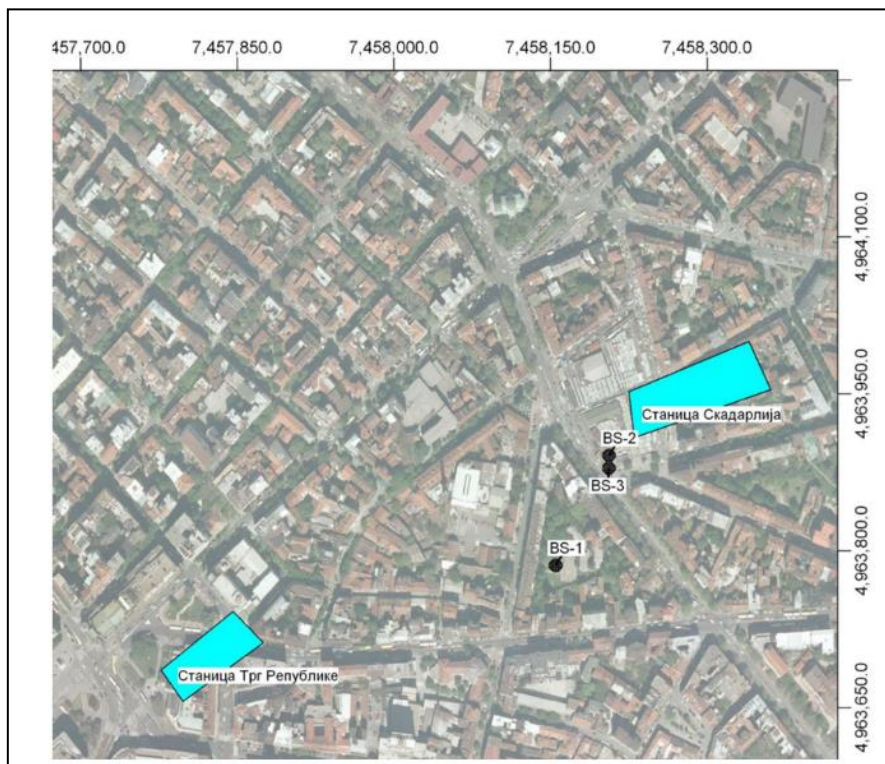 457,700.0 7,457,850.0 7,458,000.0 7,458,150.0 7,458,300.0
4,964,100.0
4,963,950.0
Станица Скадарлија
BS-2
BS-3
BS-1
4,963,800.0
Станица Трг Републике
4,963,650.0